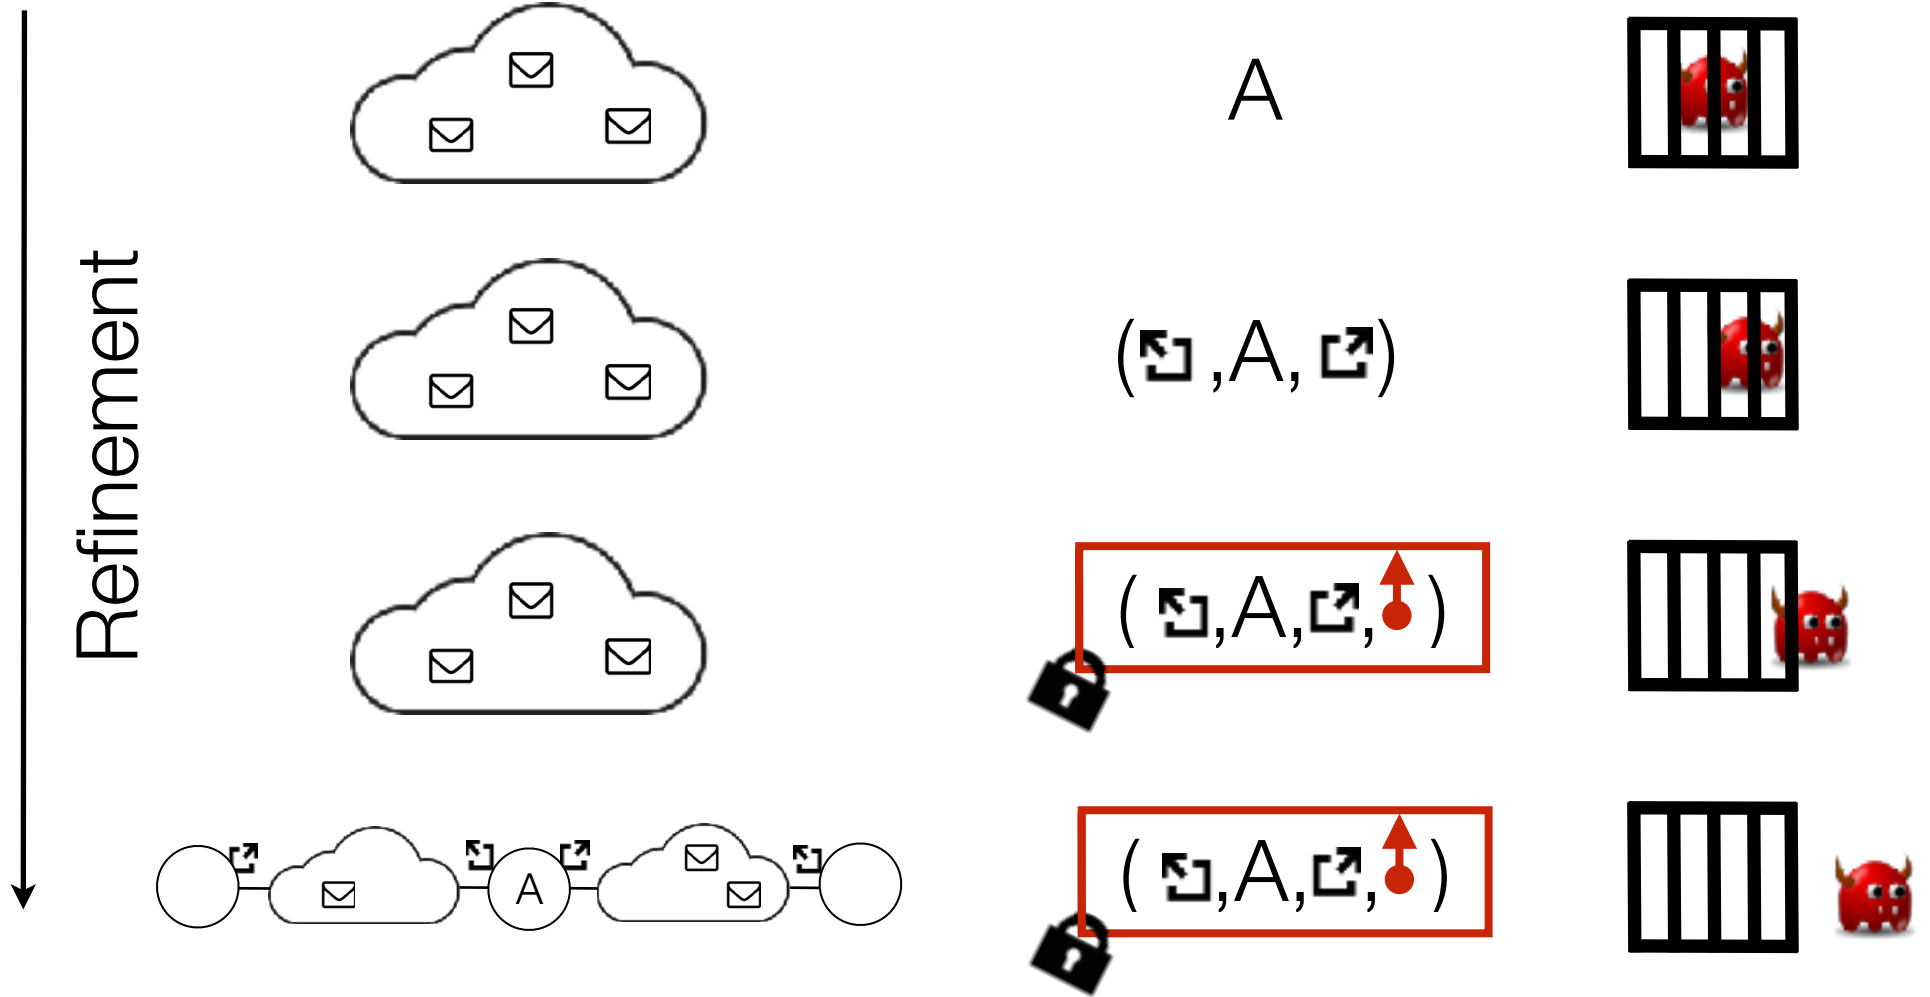 Refinement
A
( ,A, )
( ,A, , )
A
( ,A, , )